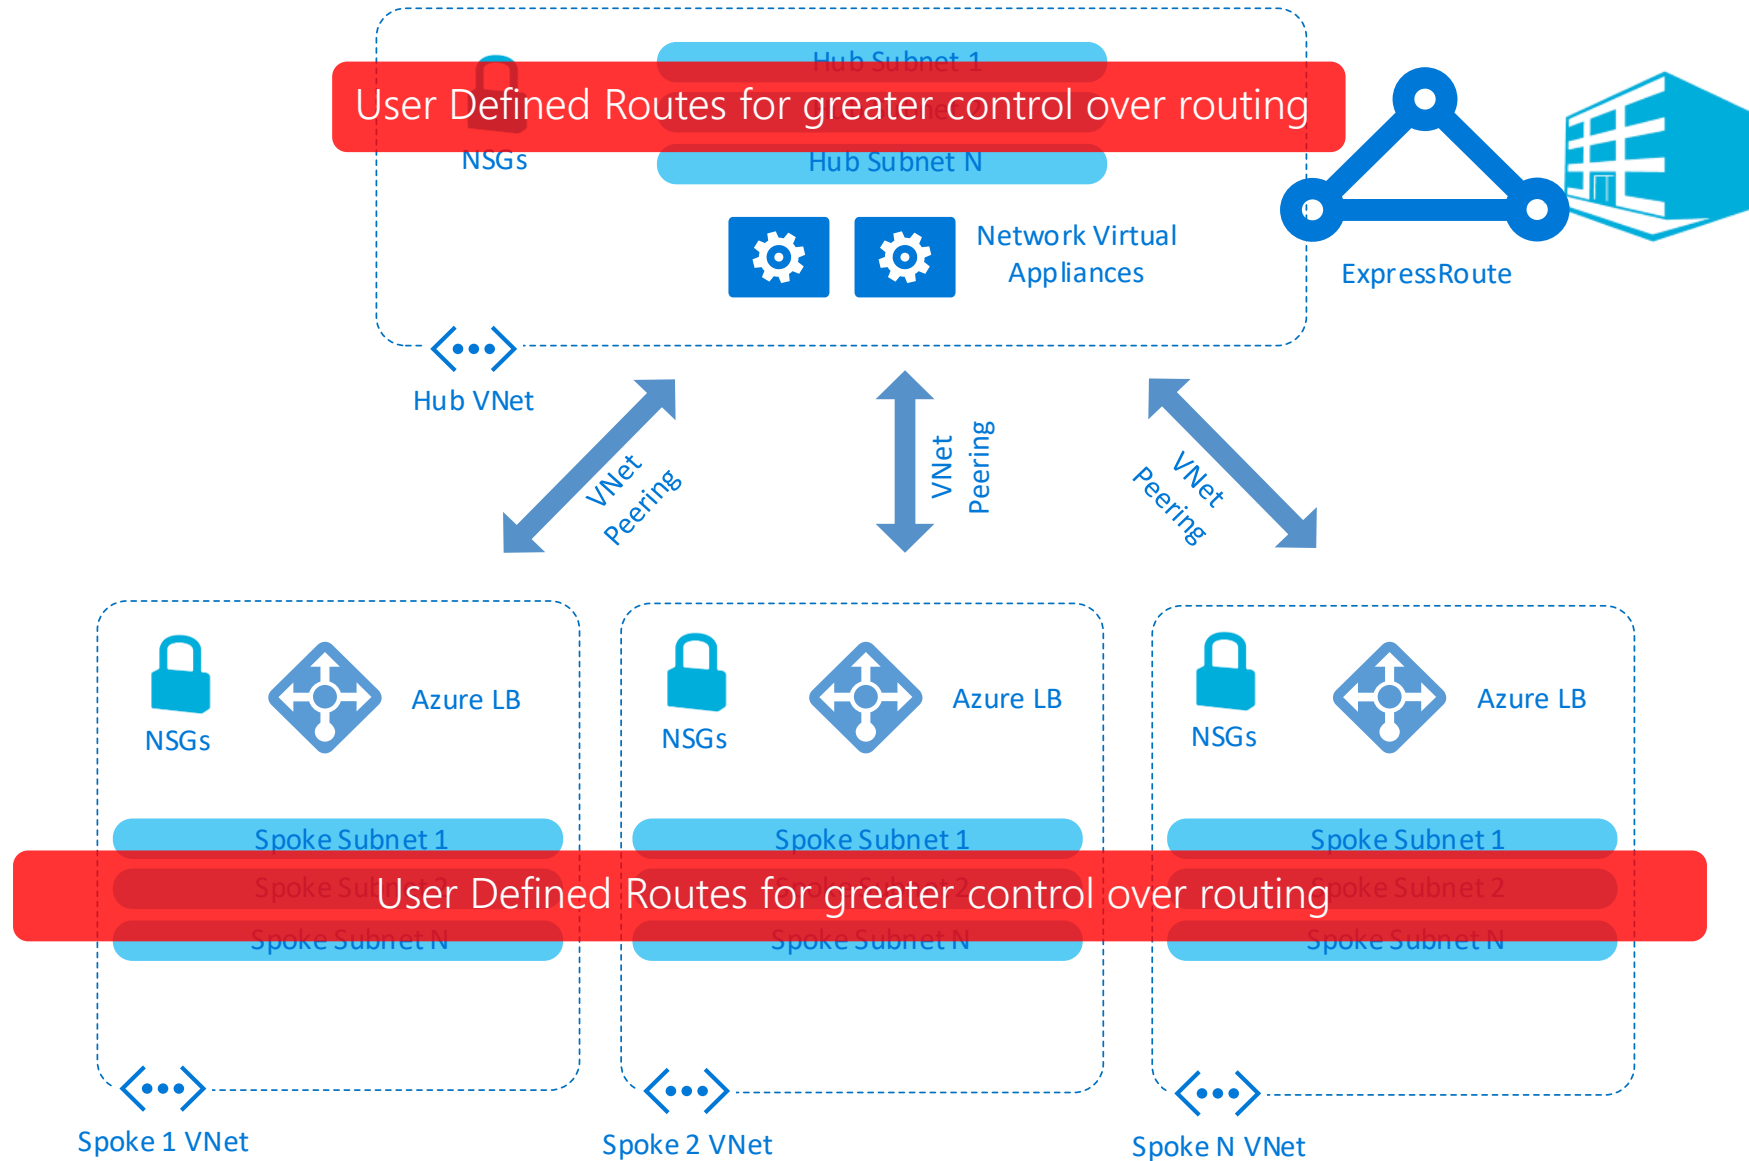 Hub Subnet 1
User Defined Routes for greater control over routing
Hub Subnet N
NSGs
Network Virtual
Appliances
ExpressRoute
Hub VNet
VNet
Peering
VNet
Peering
VNet
Peering
NSGs
Azure LB
NSGs
Azure LB
NSGs
Azure LB
Spoke Subnet 1
Spoke Subnet 1
Spoke Subnet 1
Spoke Subnet 2
User Defined Routes for greater control over routing
Spoke Subnet N
Spoke Subnet N
Spoke Subnet N
Spoke 1 VNet
Spoke 2 VNet
Spoke N VNet